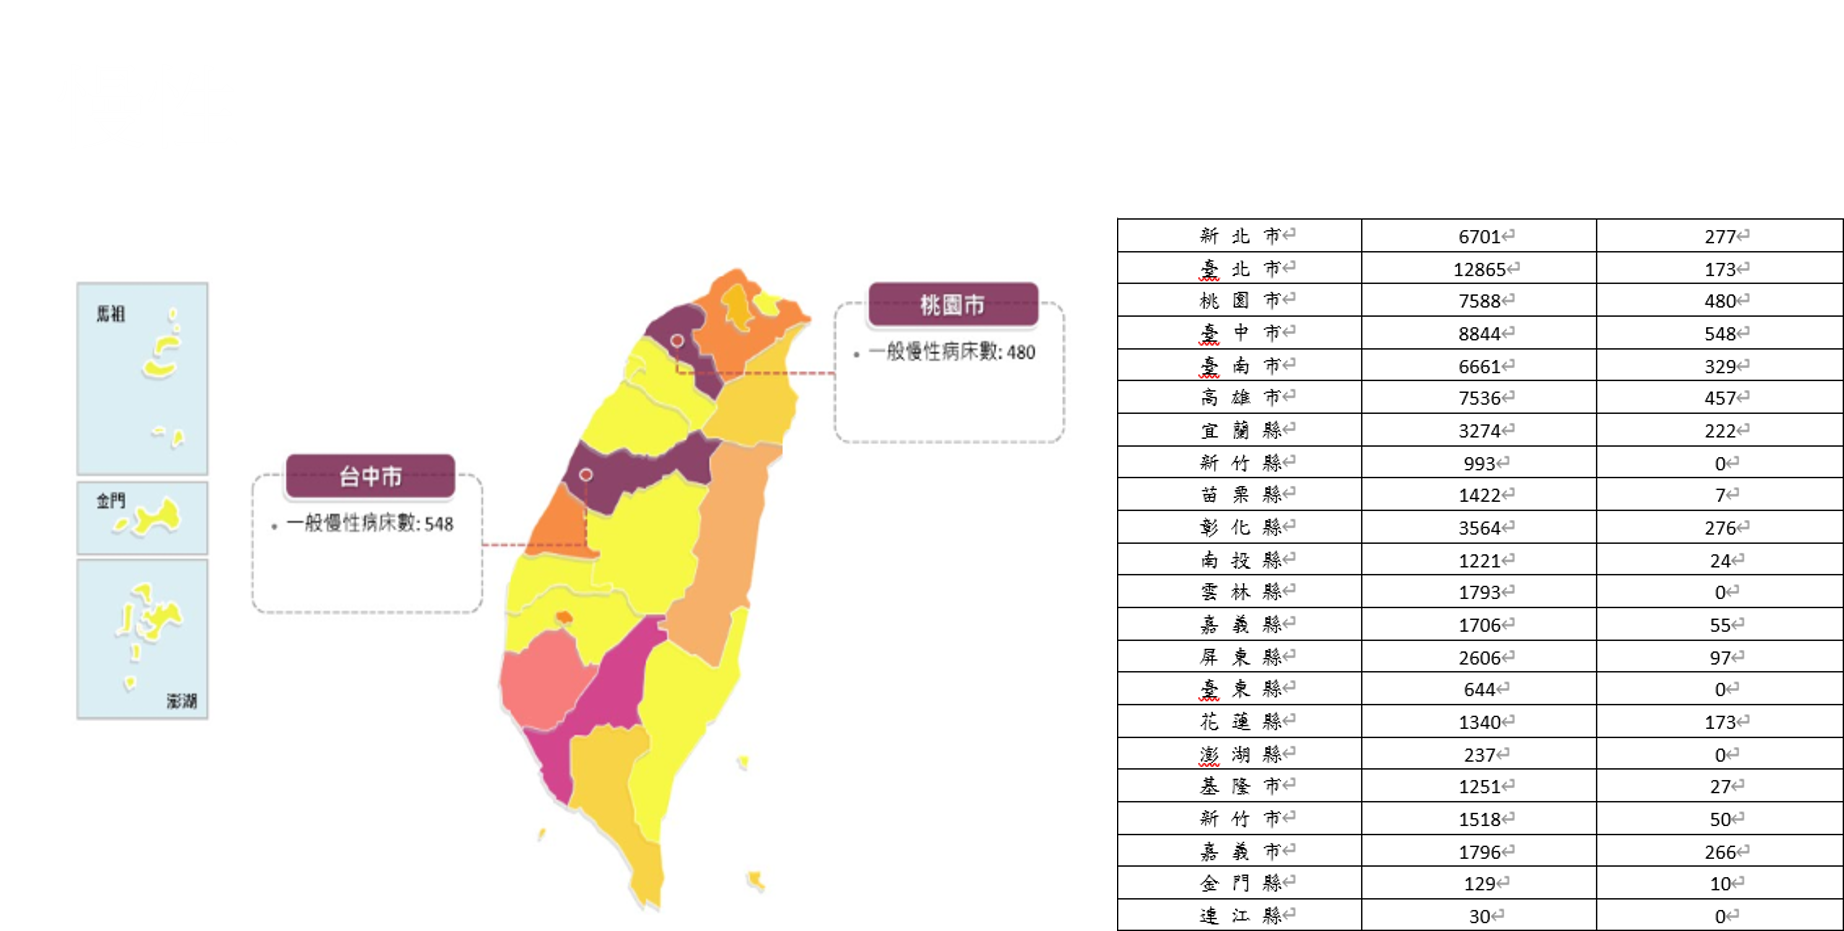 馬祖
金門
澎湖
台中市
• 一般慢性病床數: 548
桃園市
• 一般慢性病床數: 480
新北市 6701 277
臺北市 12865 173
桃園市 7588 480
臺中市 8844 548
臺南市 6661 329
高雄市 7536 457
宜蘭縣 3274 222
新竹縣 993 0
苗栗縣 1422 7
彰化縣 3564 276
南投縣 1221 24
雲林縣 1793 0
嘉義縣 1706 55
屏東縣 2606 97
臺東縣 644 0
花蓮縣 1340 173
澎湖縣 237 0
基隆市 1251 27
新竹市 1518 50
嘉義市 1796 266
金門縣 129 10
連江縣 30 0